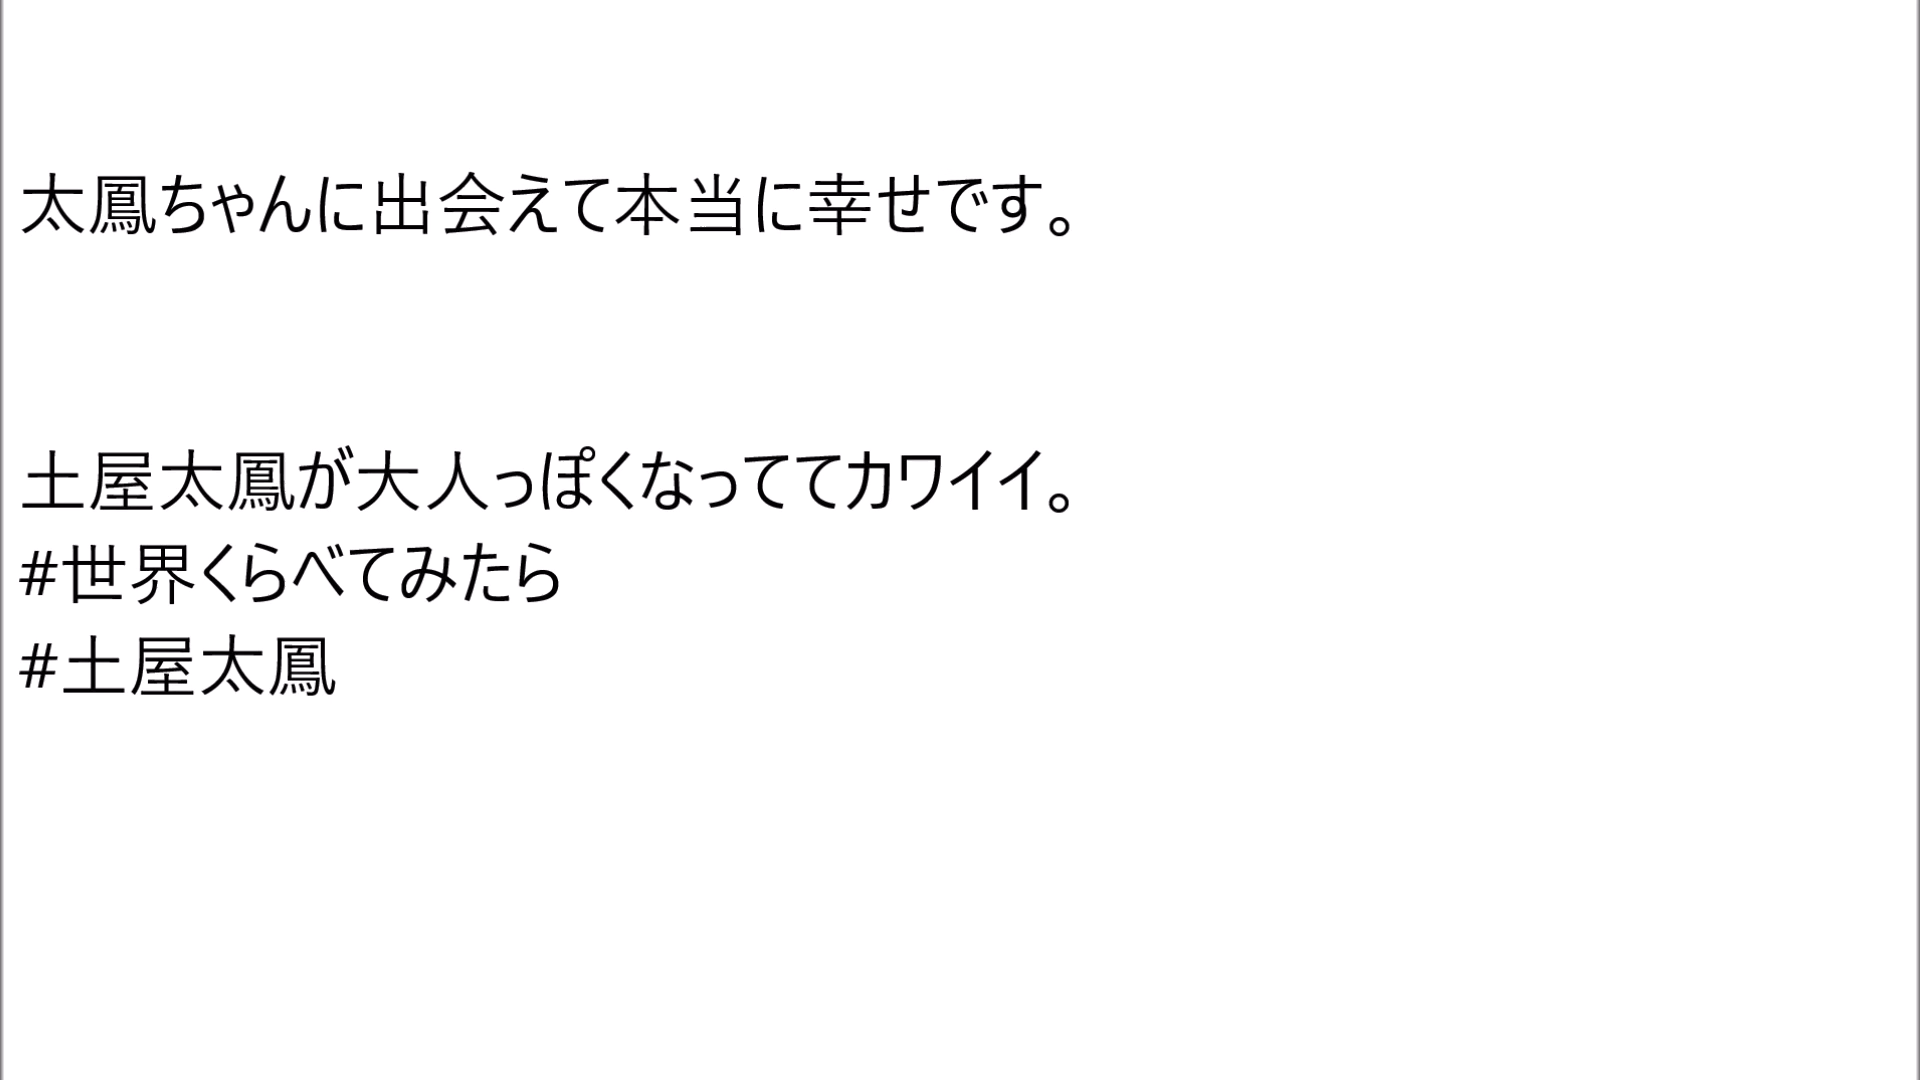 太鳳ちゃんに出会えて本当に幸せです。
土屋太鳳が大人っぽくなっててカワイイ。
#世界くらべてみたら
#土屋太鳳